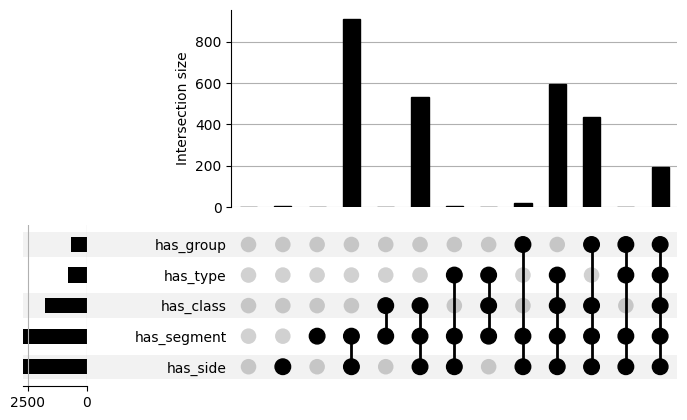 800
600
400
200
0
Intersection size
has_group
has_type
has_class
has_segment
has_side
2500 0